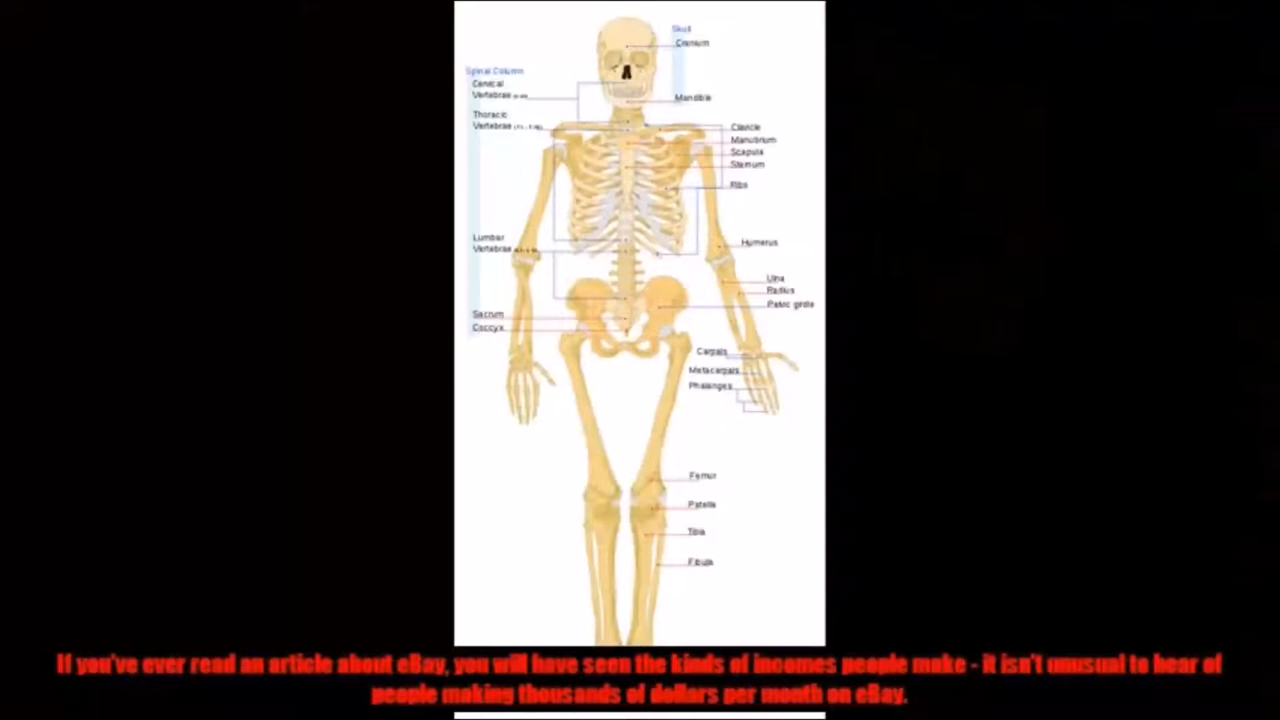 Skull
Cranium
Spinal Column
Cervical
Vertebrae
Mandible
Thoracic
Vertebrae
Clavicle
Manubrium
Scapula
Sternum
Ribs
Lumbar
Vertebrae
Humerus
Ulna
Radius
Pelvic girdle
Sacrum
Coccyx
Carpals
Metacarpals
Phalanges
Femur
Patella
Tibia
Fibula
If you've ever read an article about eBay, you will have seen the kinds of incomes people make - it isn't unusual to hear of
people making thousands of dollars per month on eBay.